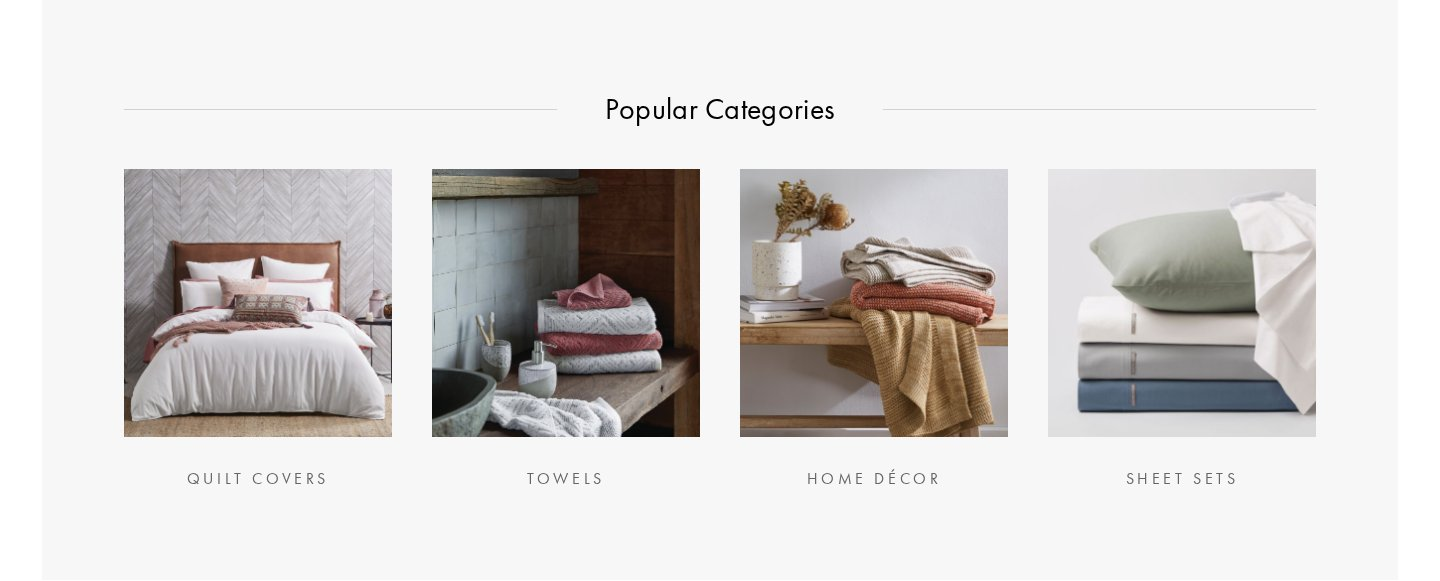 Popular Categories
QUILT COVERS
TOWELS
HOME DÉCOR
SHEET SETS